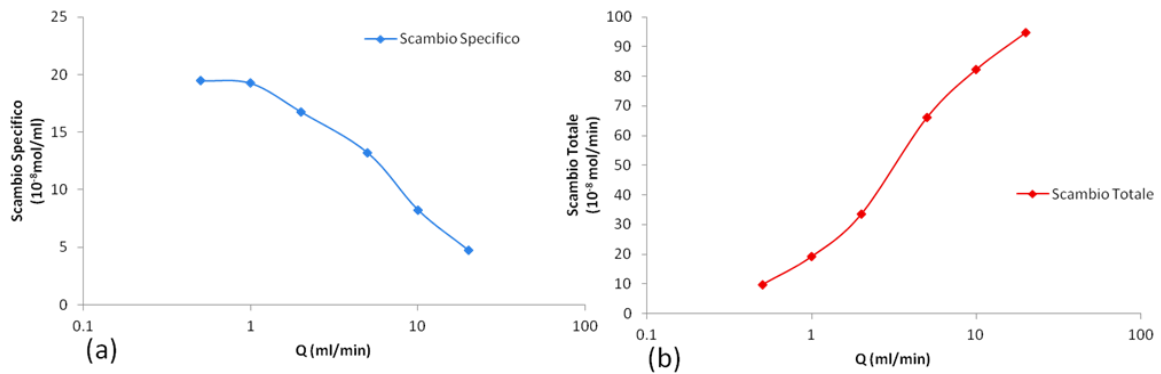 25
20
15
10
5
0
Scambio Specifico
(10⁻⁸mol/ml)
Scambio Specifico
0.1 1 10 100
Q (ml/min)
(a)
100
90
80
70
60
50
40
30
20
10
0
Scambio Totale
(10⁻⁸ mol/min)
Scambio Totale
0.1 1 10 100
Q (ml/min)
(b)